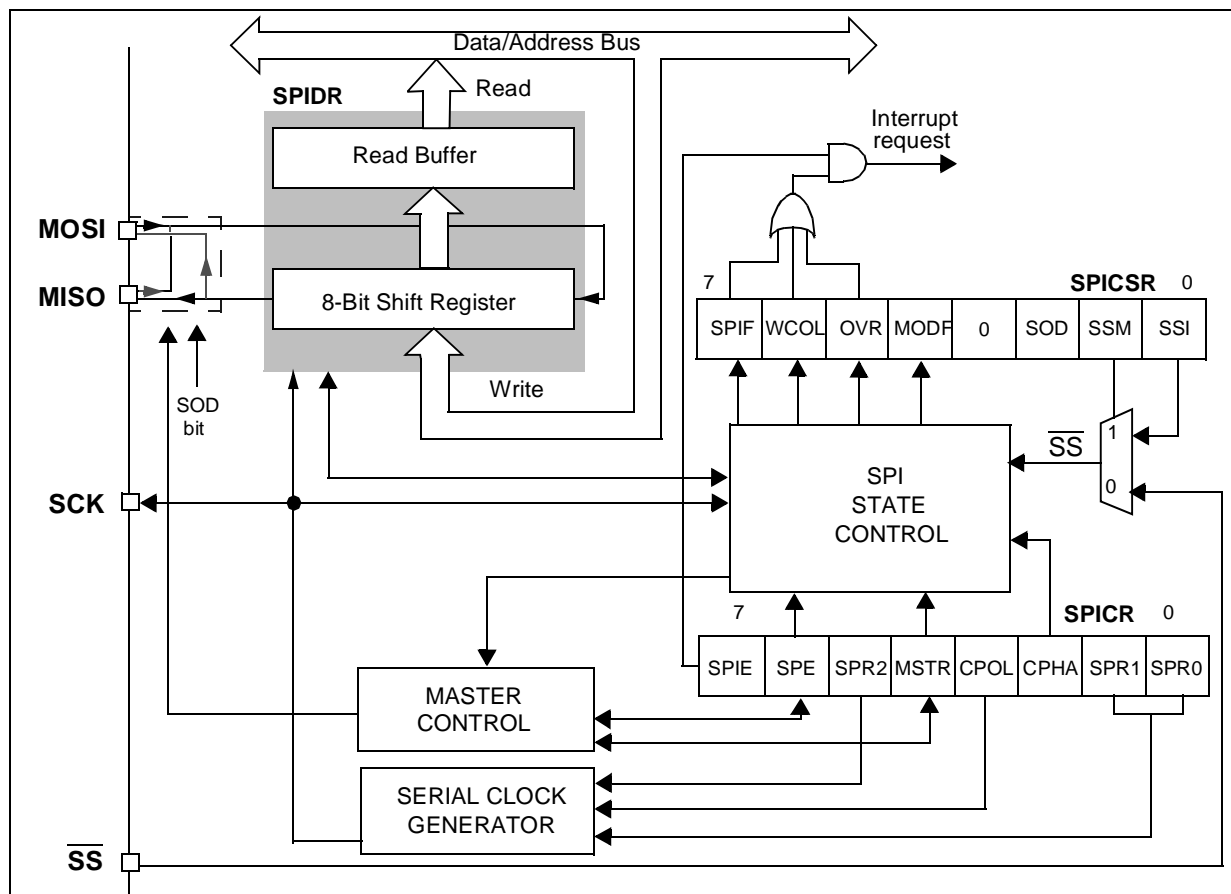 Data/Address Bus
Read
SPIDR
Interrupt
request
Read Buffer
MOSI
MISO
8-Bit Shift Register
7
SPICSR
0
SPIF
WCOL
OVR
MODF
0
SOD
SSM
SSI
Write
SOD
bit
1
SS
0
SCK
SPI
STATE
CONTROL
7
SPICR
0
SPIE
SPE
SPR2
MSTR
CPOL
CPHA
SPR1
SPR0
MASTER
CONTROL
SERIAL CLOCK
GENERATOR
SS